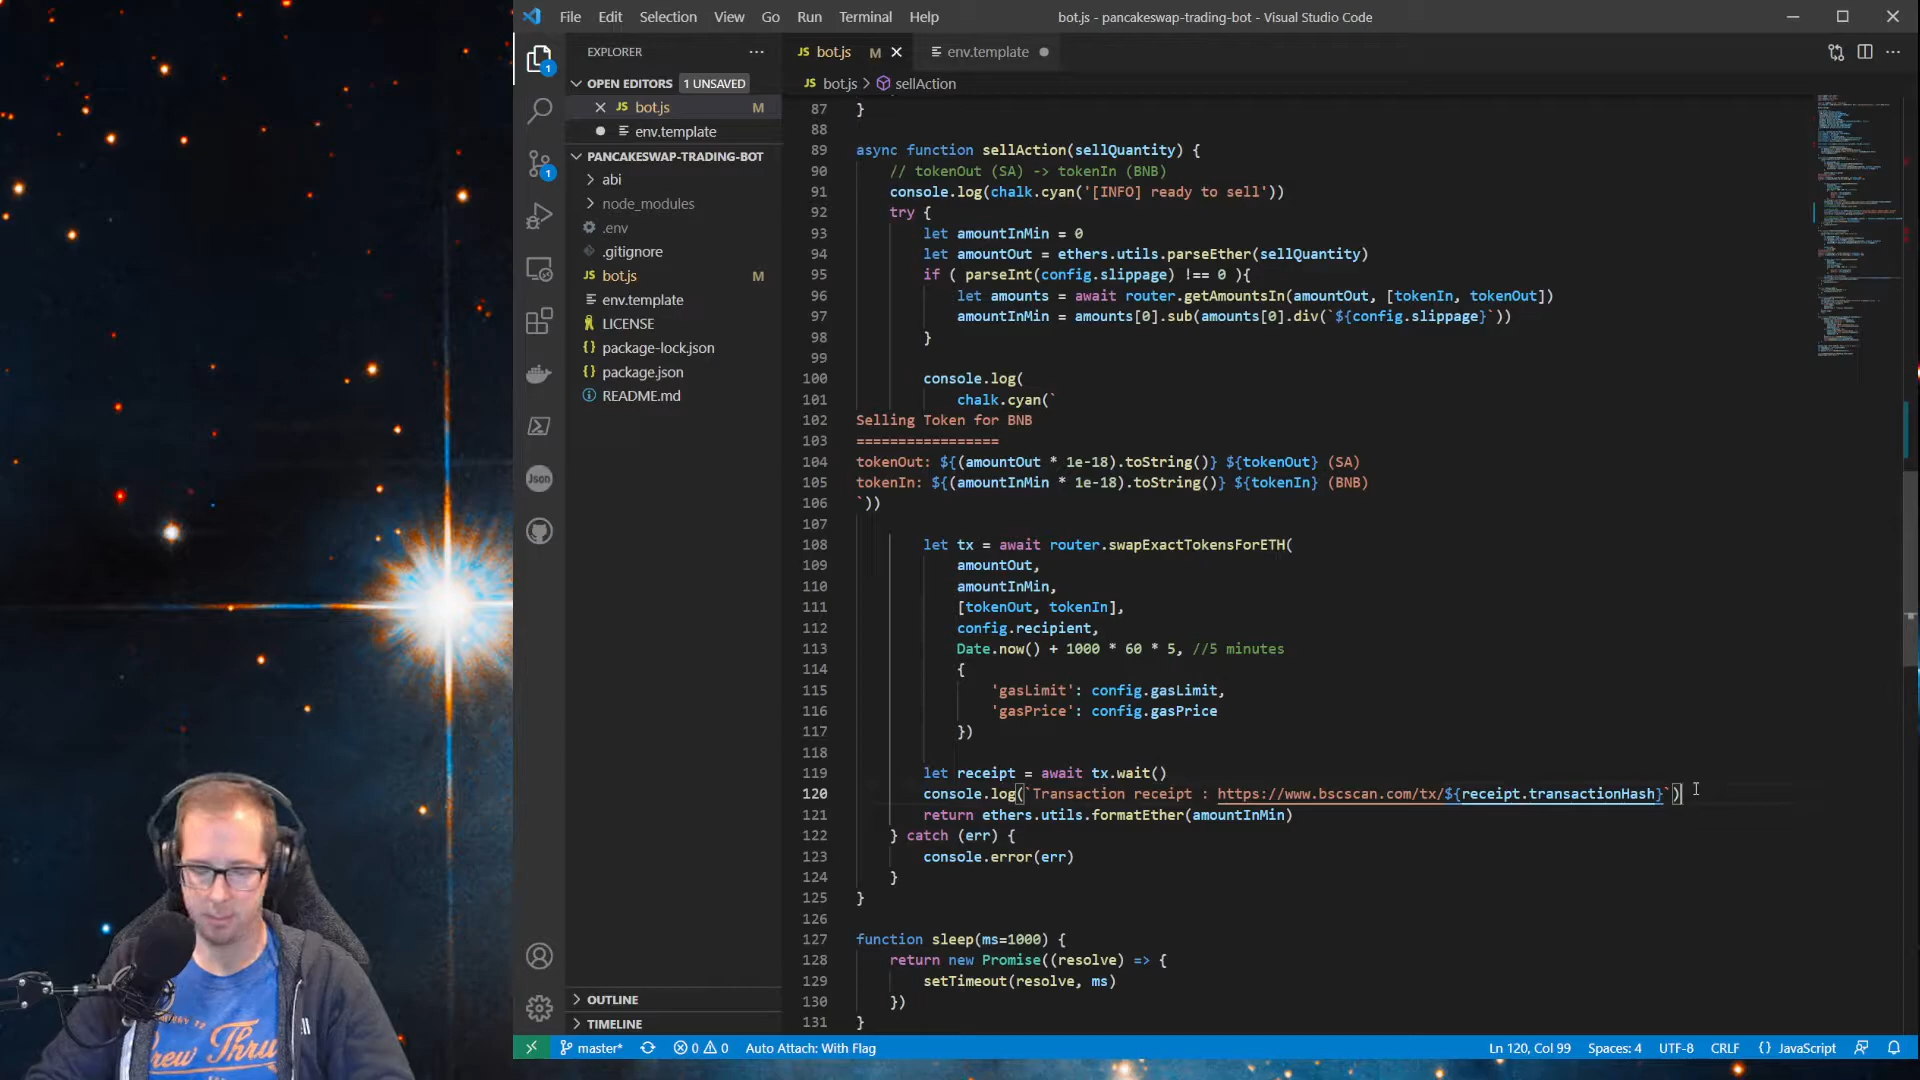 File Edit Selection View Go Run Terminal Help
bot.js - pancakeswap-trading-bot - Visual Studio Code
EXPLORER
OPEN EDITORS 1 UNSAVED
JS bot.js M
env.template
PANCAKESWAP-TRADING-BOT
abi
node_modules
.env
.gitignore
JS bot.js M
env.template
LICENSE
{} package-lock.json
{} package.json
README.md
OUTLINE
TIMELINE
1
1
Json
JS bot.js M
env.template
JS bot.js > sellAction
87 }
88
89 async function sellAction(sellQuantity) {
90 // tokenOut (SA) -> tokenIn (BNB)
91 console.log(chalk.cyan('[INFO] ready to sell'))
92 try {
93 let amountInMin = 0
94 let amountOut = ethers.utils.parseEther(sellQuantity)
95 if ( parseInt(config.slippage) !== 0 ){
96 let amounts = await router.getAmountsIn(amountOut, [tokenIn, tokenOut])
97 amountInMin = amounts[0].sub(amounts[0].div(`${config.slippage}`))
98 }
99
100 console.log(
101 chalk.cyan(`
102 Selling Token for BNB
103 =================
104 tokenOut: ${(amountOut * 1e-18).toString()} ${tokenOut} (SA)
105 tokenIn: ${(amountInMin * 1e-18).toString()} ${tokenIn} (BNB)
106 `))
107
108 let tx = await router.swapExactTokensForETH(
109 amountOut,
110 amountInMin,
111 [tokenOut, tokenIn],
112 config.recipient,
113 Date.now() + 1000 * 60 * 5, //5 minutes
114 {
115 'gasLimit': config.gasLimit,
116 'gasPrice': config.gasPrice
117 })
118
119 let receipt = await tx.wait()
120 console.log(`Transaction receipt : https://www.bscscan.com/tx/${receipt.transactionHash}`)
121 return ethers.utils.formatEther(amountInMin)
122 } catch (err) {
123 console.error(err)
124 }
125 }
126
127 function sleep(ms=1000) {
128 return new Promise((resolve) => {
129 setTimeout(resolve, ms)
130 })
131 }
master* 0 0 Auto Attach: With Flag
Ln 120, Col 99 Spaces: 4 UTF-8 CRLF {} JavaScript